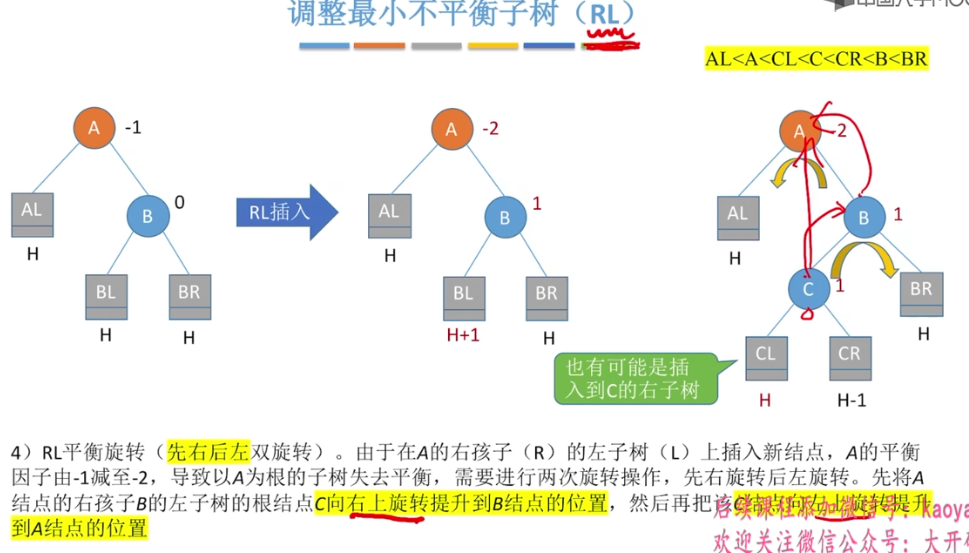 调整最小不平衡子树（RL）
AL<A<CL<C<CR<B<BR
A -1
AL
H
B 0
BL
H
BR
H
RL插入
A -2
AL
H
B 1
BL
H+1
BR
H
A -2
AL
H
B 1
C 1
BR
H
CL
H
CR
H-1
也有可能是插
入到C的右子树
4）RL平衡旋转（先右后左双旋转）。由于在A的右孩子（R）的左子树（L）上插入新结点，A的平衡
因子由-1减至-2，导致以A为根的子树失去平衡，需要进行两次旋转操作，先右旋转后左旋转。先将A
结点的右孩子B的左子树的根结点C向右上旋转提升到B结点的位置，然后再把该C结点向左上旋转提升
到A结点的位置
后续课程添加微信号：kaoya
欢迎关注微信公众号：大开